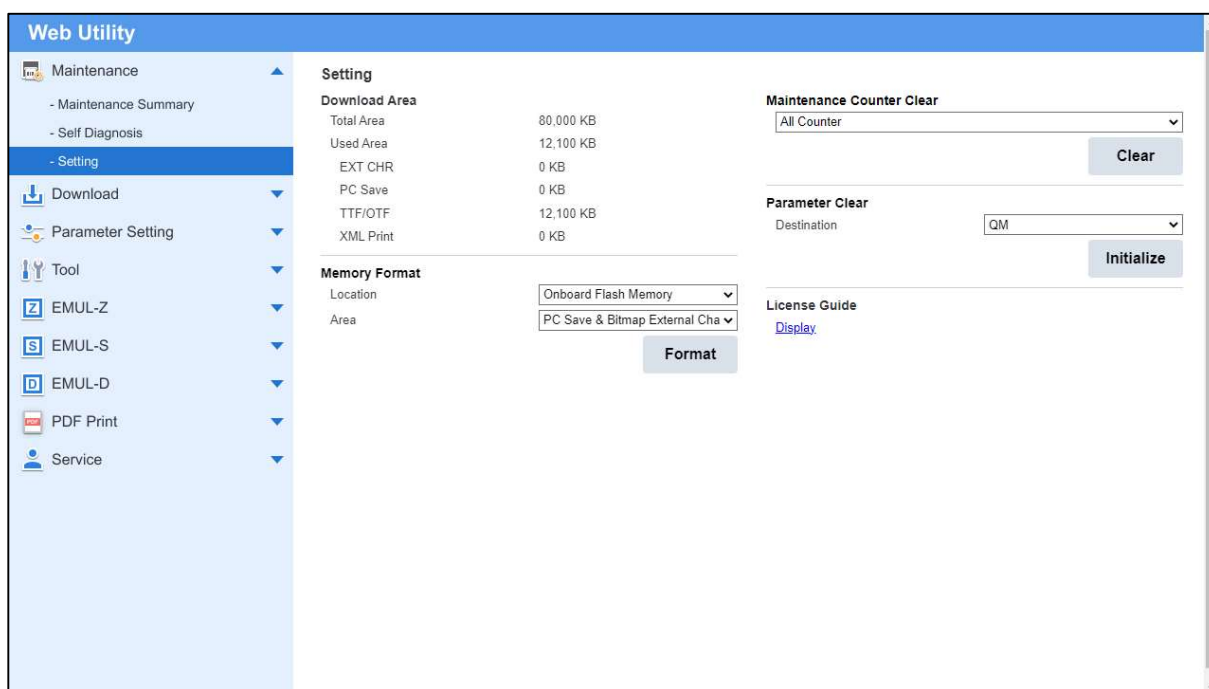 Web Utility
Maintenance
- Maintenance Summary
- Self Diagnosis
- Setting
Download
Parameter Setting
Tool
Z EMUL-Z
S EMUL-S
D EMUL-D
PDF PDF Print
Service
Setting
Download Area
Total Area 80,000 KB
Used Area 12,100 KB
EXT CHR 0 KB
PC Save 0 KB
TTF/OTF 12,100 KB
XML Print 0 KB
Memory Format
Location Onboard Flash Memory
Area PC Save & Bitmap External Cha
Format
Maintenance Counter Clear
All Counter
Clear
Parameter Clear
Destination QM
Initialize
License Guide
Display